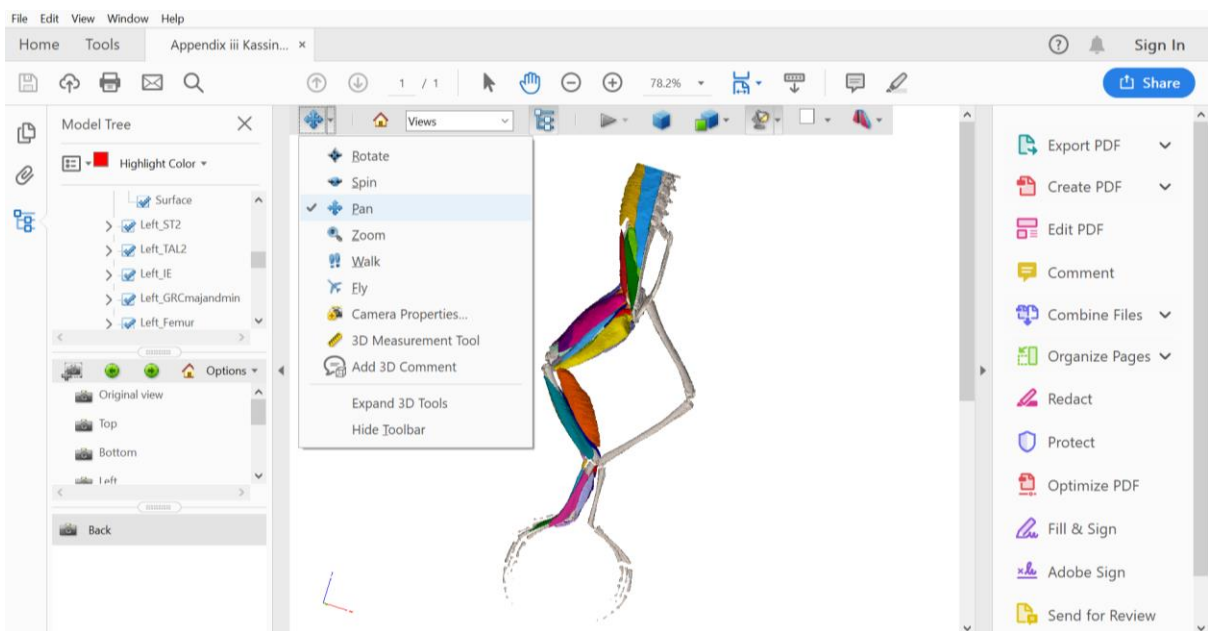 File Edit View Window Help
Home Tools Appendix iii Kassin... × Sign In
1 / 1 78.2% Share
Model Tree
Highlight Color
Surface
Left_ST2
Left_TAL2
Left_IE
Left_GRCmajandmin
Left_Femur
Options
Original view
Top
Bottom
Left
Back
Views
Rotate
Spin
Pan
Zoom
Walk
Fly
Camera Properties...
3D Measurement Tool
Add 3D Comment
Expand 3D Tools
Hide Toolbar
Export PDF
Create PDF
Edit PDF
Comment
Combine Files
Organize Pages
Redact
Protect
Optimize PDF
Fill & Sign
Adobe Sign
Send for Review